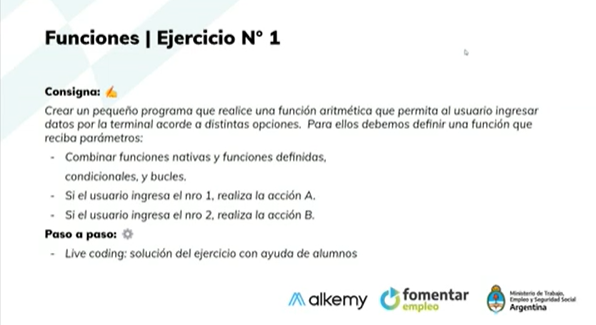 Funciones | Ejercicio N° 1
Consigna: ✍️
Crear un pequeño programa que realice una función aritmética que permita al usuario ingresar
datos por la terminal acorde a distintas opciones. Para ellos debemos definir una función que
reciba parámetros:
- Combinar funciones nativas y funciones definidas,
condicionales, y bucles.
- Si el usuario ingresa el nro 1, realiza la acción A.
- Si el usuario ingresa el nro 2, realiza la acción B.
Paso a paso: ⚙️
- Live coding: solución del ejercicio con ayuda de alumnos
alkemy
fomentar
empleo
Ministerio de Trabajo,
Empleo y Seguridad Social
Argentina